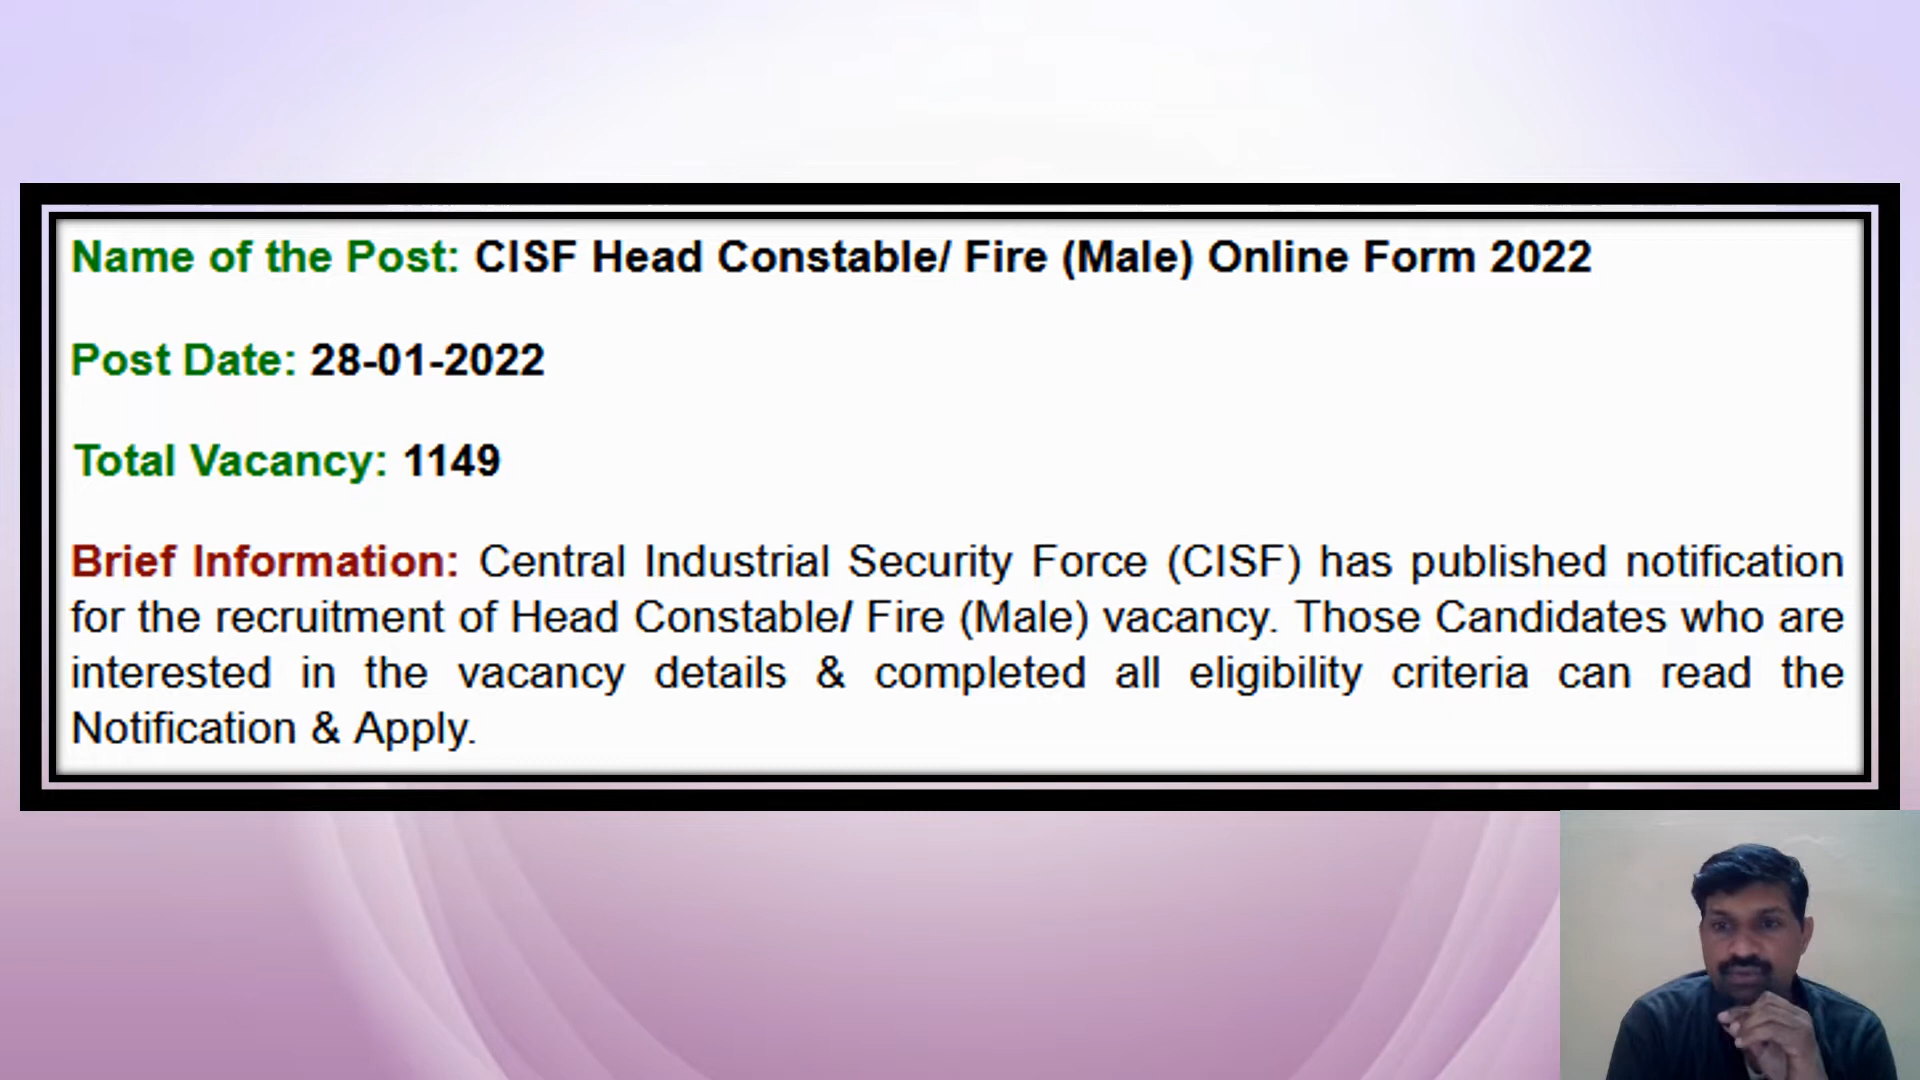 Name of the Post: CISF Head Constable/ Fire (Male) Online Form 2022
Post Date: 28-01-2022
Total Vacancy: 1149
Brief Information: Central Industrial Security Force (CISF) has published notification
for the recruitment of Head Constable/ Fire (Male) vacancy. Those Candidates who are
interested in the vacancy details & completed all eligibility criteria can read the
Notification & Apply.